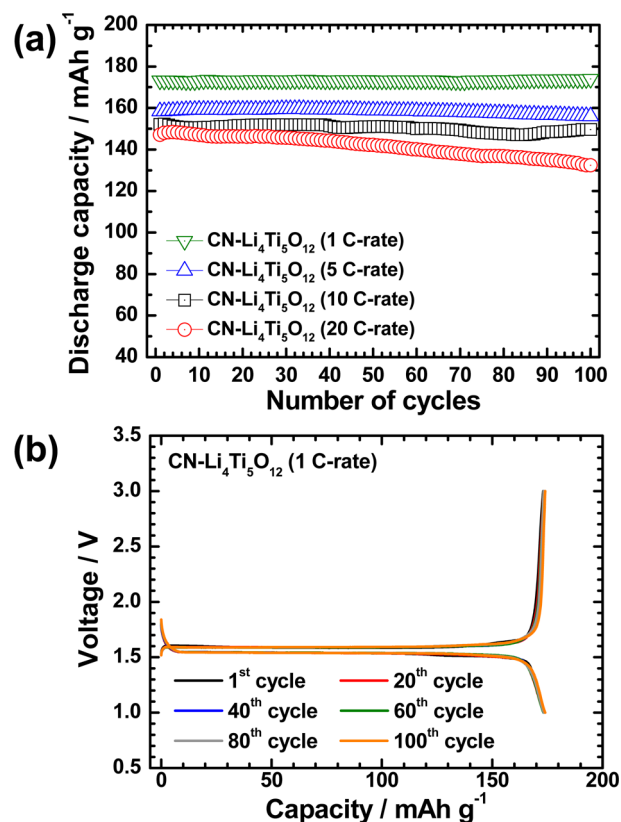 (a)
Discharge capacity / mAh g⁻¹
200
180
160
140
120
100
80
60
40
CN-Li₄Ti₅O₁₂ (1 C-rate)
CN-Li₄Ti₅O₁₂ (5 C-rate)
CN-Li₄Ti₅O₁₂ (10 C-rate)
CN-Li₄Ti₅O₁₂ (20 C-rate)
0 10 20 30 40 50 60 70 80 90 100
Number of cycles
(b)
Voltage / V
3.5
3.0
2.5
2.0
1.5
1.0
0.5
CN-Li₄Ti₅O₁₂ (1 C-rate)
1ˢᵗ cycle 20ᵗʰ cycle
40ᵗʰ cycle 60ᵗʰ cycle
80ᵗʰ cycle 100ᵗʰ cycle
0 50 100 150 200
Capacity / mAh g⁻¹